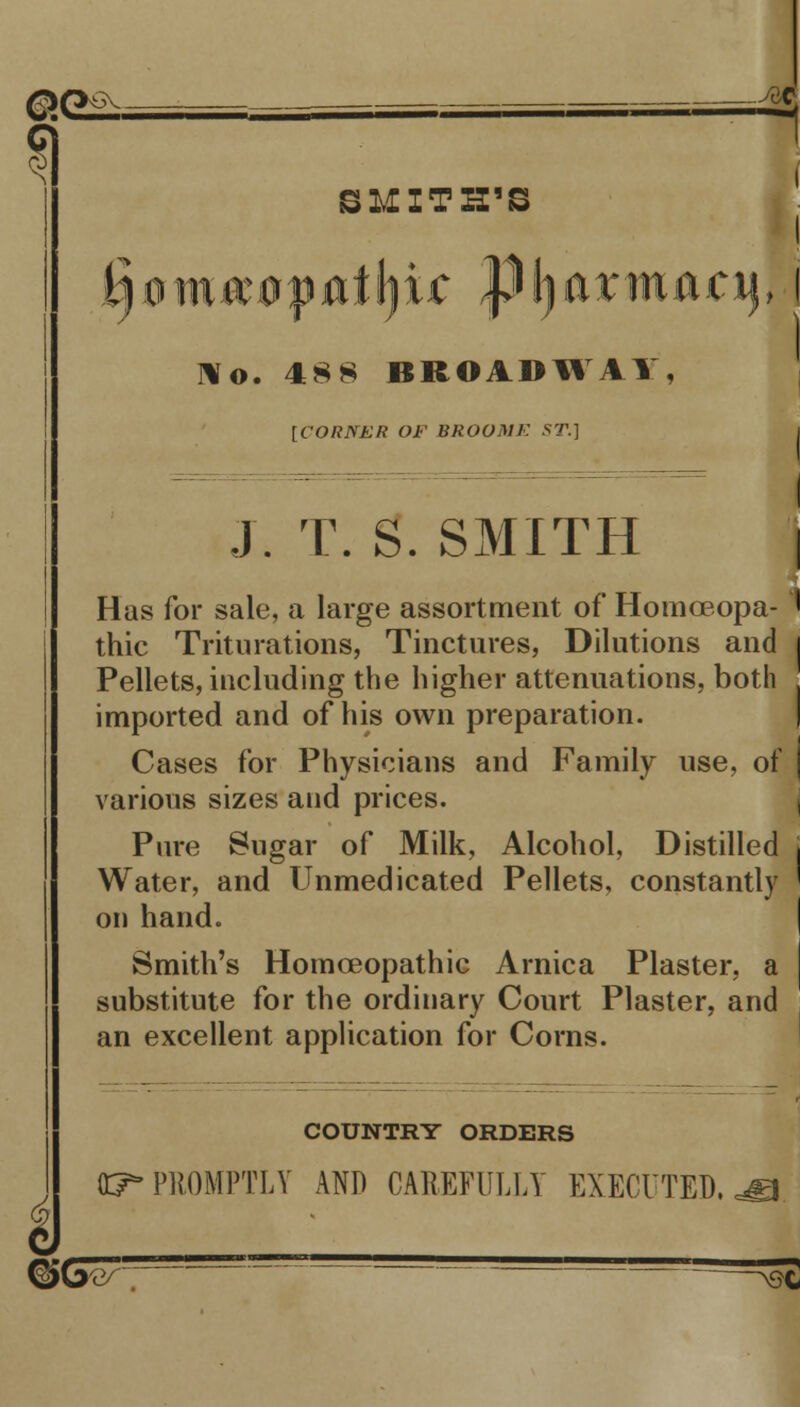 SMITH'S
Homœopathic Pharmacy,
No. 488 BROADWAY,
[CORNER OF BROOME ST.]
J. T. S. SMITH
Has for sale, a large assortment of Homœopa-
thic Triturations, Tinctures, Dilutions and
Pellets, including the higher attenuations, both
imported and of his own preparation.
Cases for Physicians and Family use, of
various sizes and prices.
Pure Sugar of Milk, Alcohol, Distilled
Water, and Unmedicated Pellets, constantly
on hand.
Smith's Homœopathic Arnica Plaster, a
substitute for the ordinary Court Plaster, and
an excellent application for Corns.
COUNTRY ORDERS
☞ PROMPTLY AND CAREFULLY EXECUTED. ☜